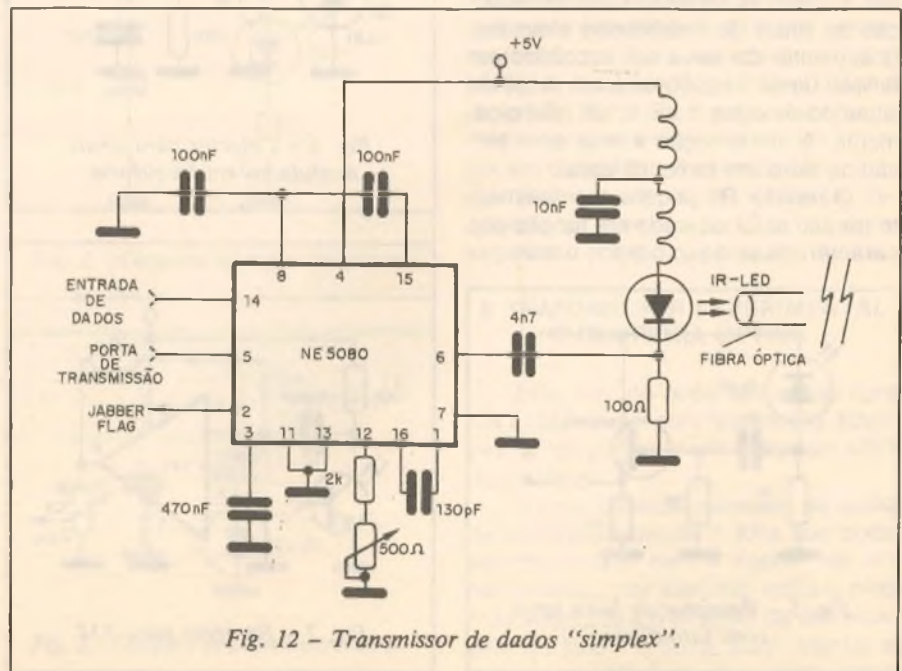 +5V
100nF
100nF
10nF
8
4
15
ENTRADA
DE
DADOS
14
IR-LED
4n7
PORTA
DE
TRANSMISSÃO
5
NE5080
6
FIBRA ÓPTICA
JABBER
FLAG
2
7
100Ω
3
11
13
12
16
1
2k
470nF
130pF
500Ω
Fig. 12 – Transmissor de dados "simplex".